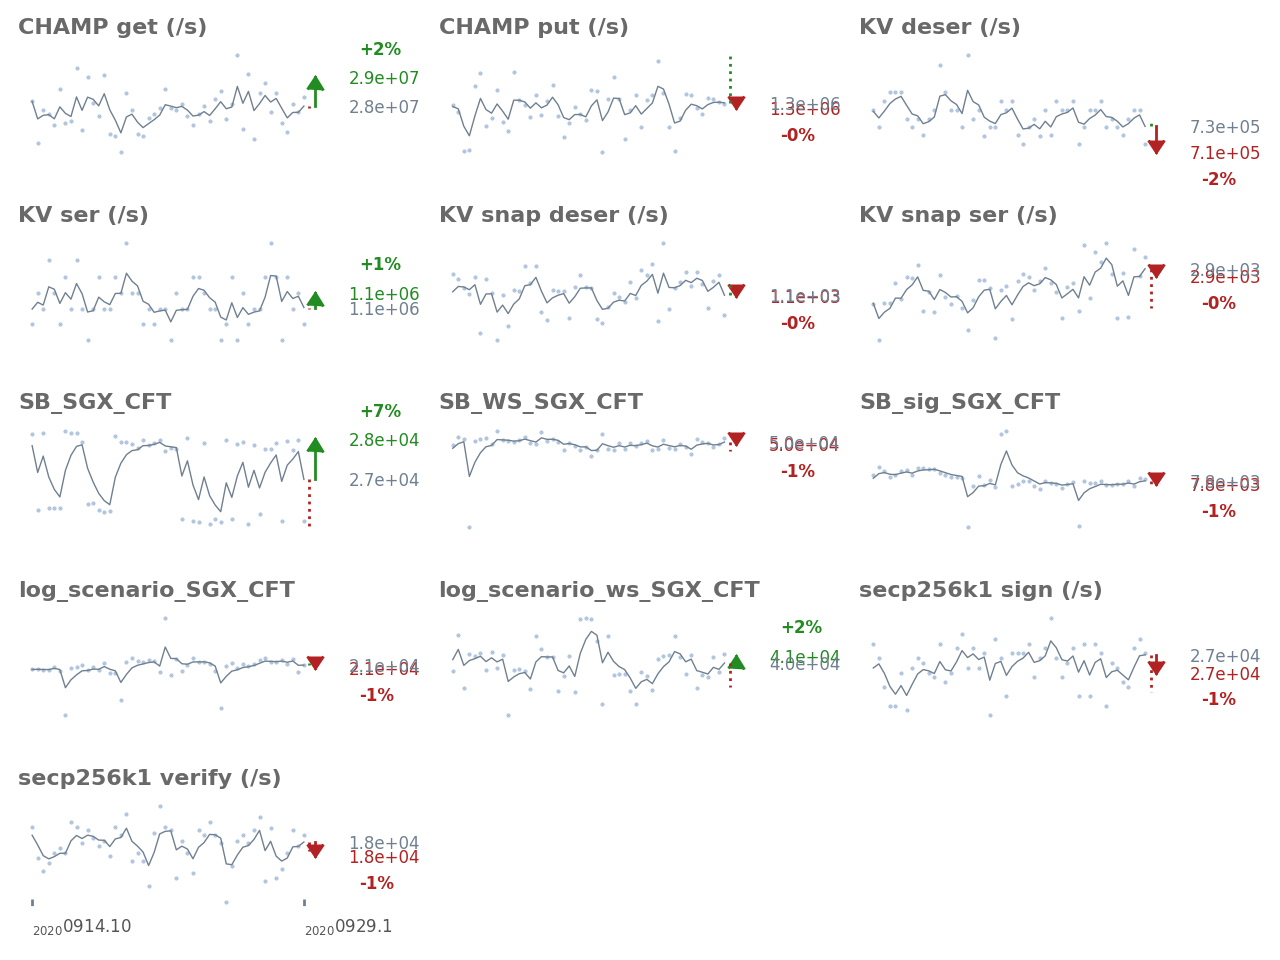 CHAMP get (/s)
+2%
2.9e+07
2.8e+07
CHAMP put (/s)
1.3e+06
1.3e+06
-0%
KV deser (/s)
7.3e+05
7.1e+05
-2%
KV ser (/s)
+1%
1.1e+06
1.1e+06
KV snap deser (/s)
1.1e+03
1.1e+03
-0%
KV snap ser (/s)
2.9e+03
2.9e+03
-0%
SB_SGX_CFT
+7%
2.8e+04
2.7e+04
SB_WS_SGX_CFT
5.0e+04
5.0e+04
-1%
SB_sig_SGX_CFT
7.8e+03
7.8e+03
-1%
log_scenario_SGX_CFT
2.1e+04
2.1e+04
-1%
log_scenario_ws_SGX_CFT
+2%
4.1e+04
4.0e+04
secp256k1 sign (/s)
2.7e+04
2.7e+04
-1%
secp256k1 verify (/s)
1.8e+04
1.8e+04
-1%
20200914.10
20200929.1